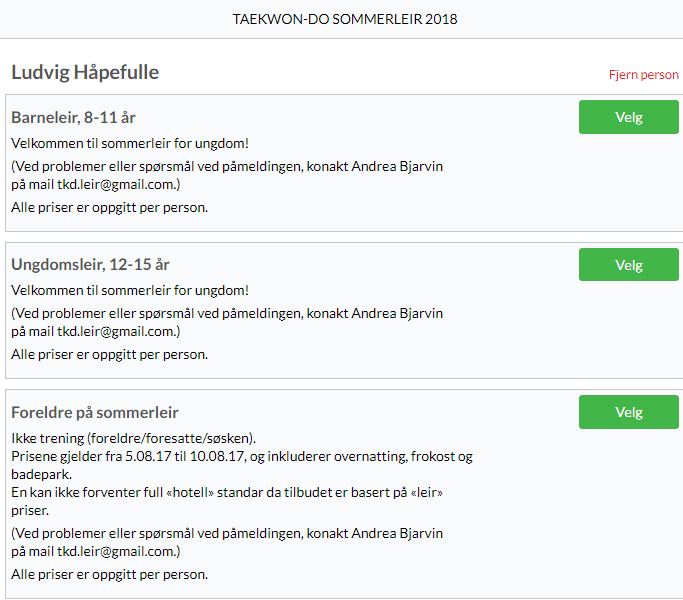 TAEKWON-DO SOMMERLEIR 2018
Ludvig Håpefulle
Fjern person
Barneleir, 8-11 år
Velg
Velkommen til sommerleir for ungdom!
(Ved problemer eller spørsmål ved påmeldingen, konakt Andrea Bjarvin
på mail tkd.leir@gmail.com.)
Alle priser er oppgitt per person.
Ungdomsleir, 12-15 år
Velg
Velkommen til sommerleir for ungdom!
(Ved problemer eller spørsmål ved påmeldingen, konakt Andrea Bjarvin
på mail tkd.leir@gmail.com.)
Alle priser er oppgitt per person.
Foreldre på sommerleir
Velg
Ikke trening (foreldre/foresatte/søsken).
Prisene gjelder fra 5.08.17 til 10.08.17, og inkluderer overnatting, frokost og
badepark.
En kan ikke forventer full «hotell» standar da tilbudet er basert på «leir»
priser.
(Ved problemer eller spørsmål ved påmeldingen, konakt Andrea Bjarvin
på mail tkd.leir@gmail.com.)
Alle priser er oppgitt per person.